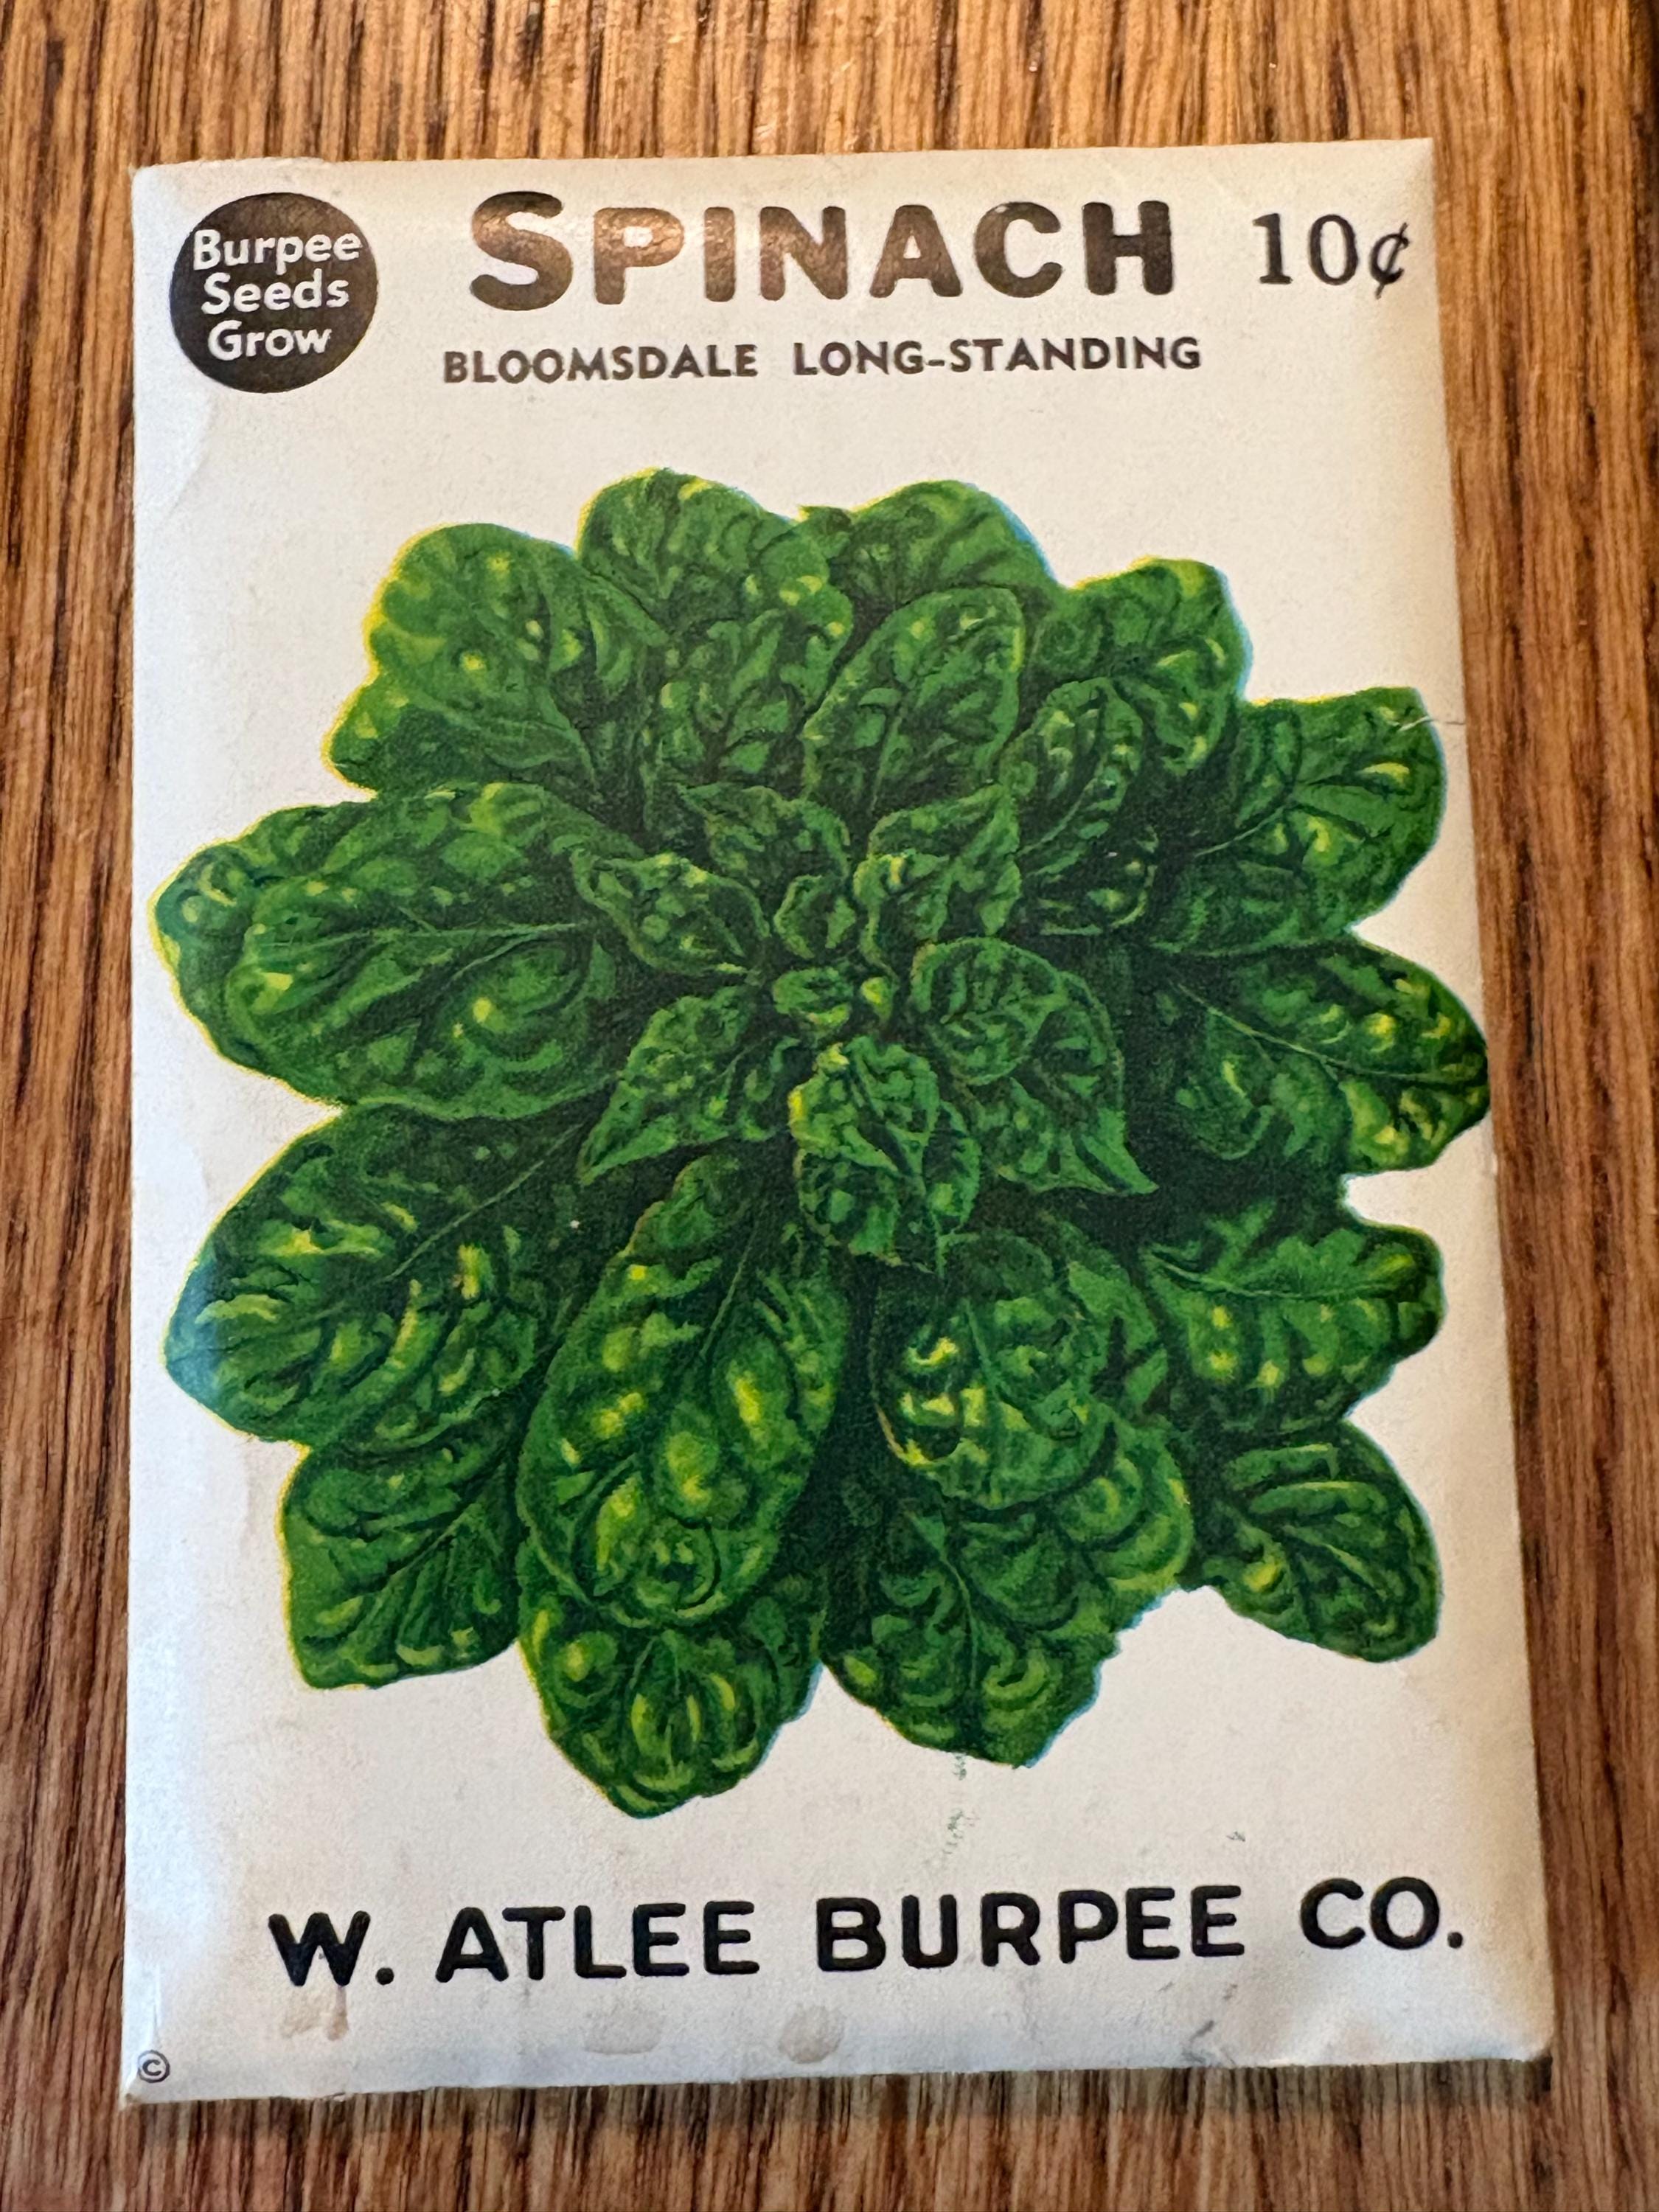 Burpee
Seeds
Grow
SPINACH 10¢
BLOOMSDALE LONG-STANDING
W. ATLEE BURPEE CO.
©